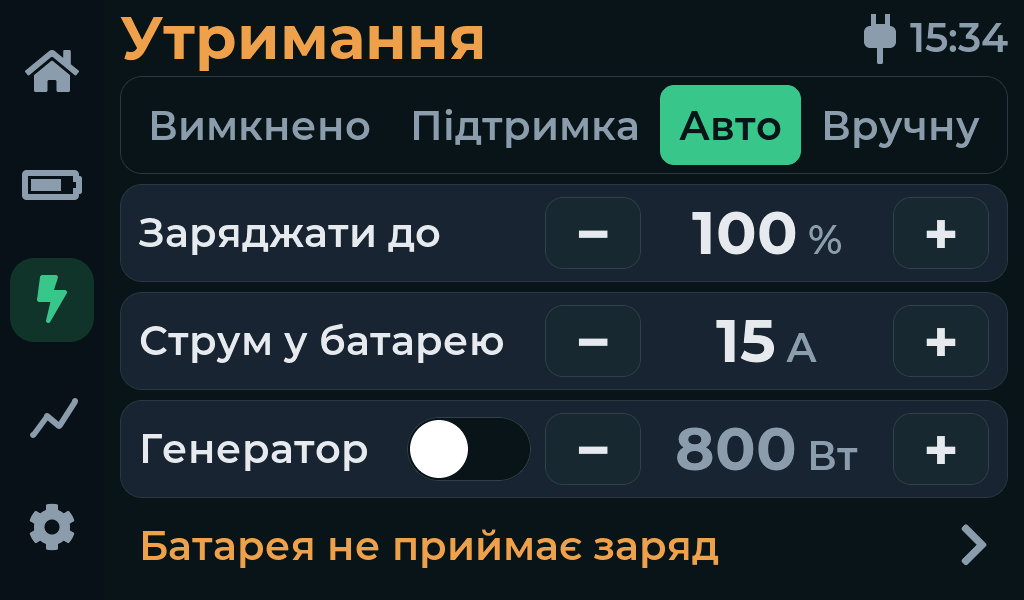 Утримання 15:34
Вимкнено Підтримка Авто Вручну
Заряджати до − 100 % +
Струм у батарею − 15 А +
Генератор − 800 Вт +
Батарея не приймає заряд